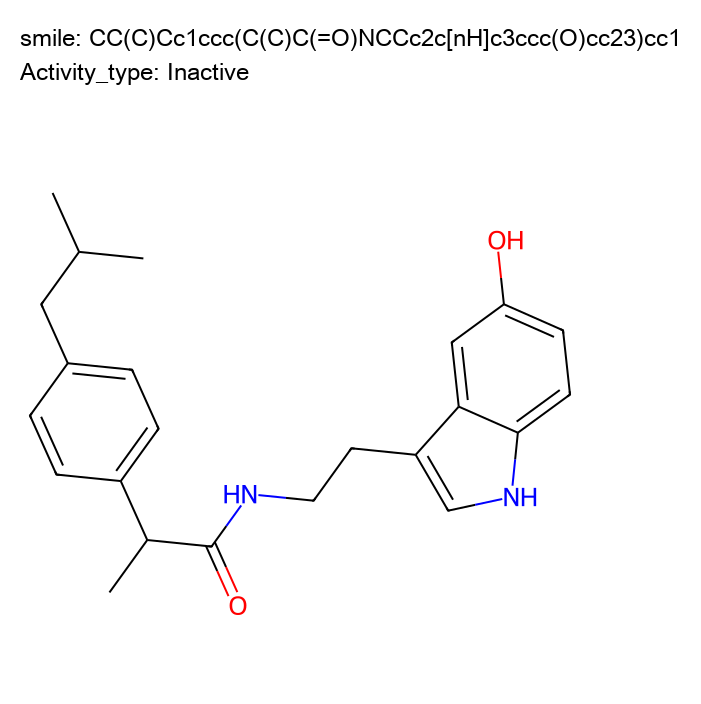 smile: CC(C)Cc1ccc(C(C)C(=O)NCCc2c[nH]c3ccc(O)cc23)cc1
Activity_type: Inactive
OH
HN
NH
O